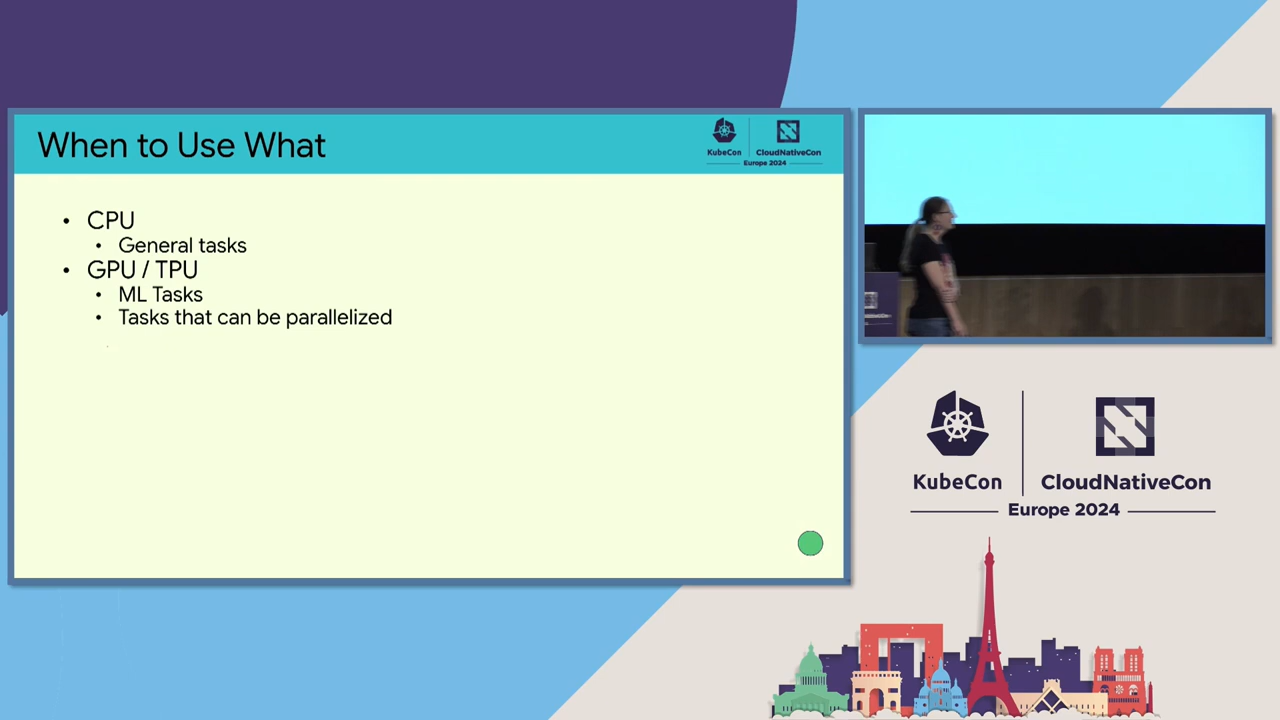 When to Use What
KubeCon
CloudNativeCon
Europe 2024
• CPU
• General tasks
• GPU / TPU
• ML Tasks
• Tasks that can be parallelized
KubeCon
CloudNativeCon
Europe 2024